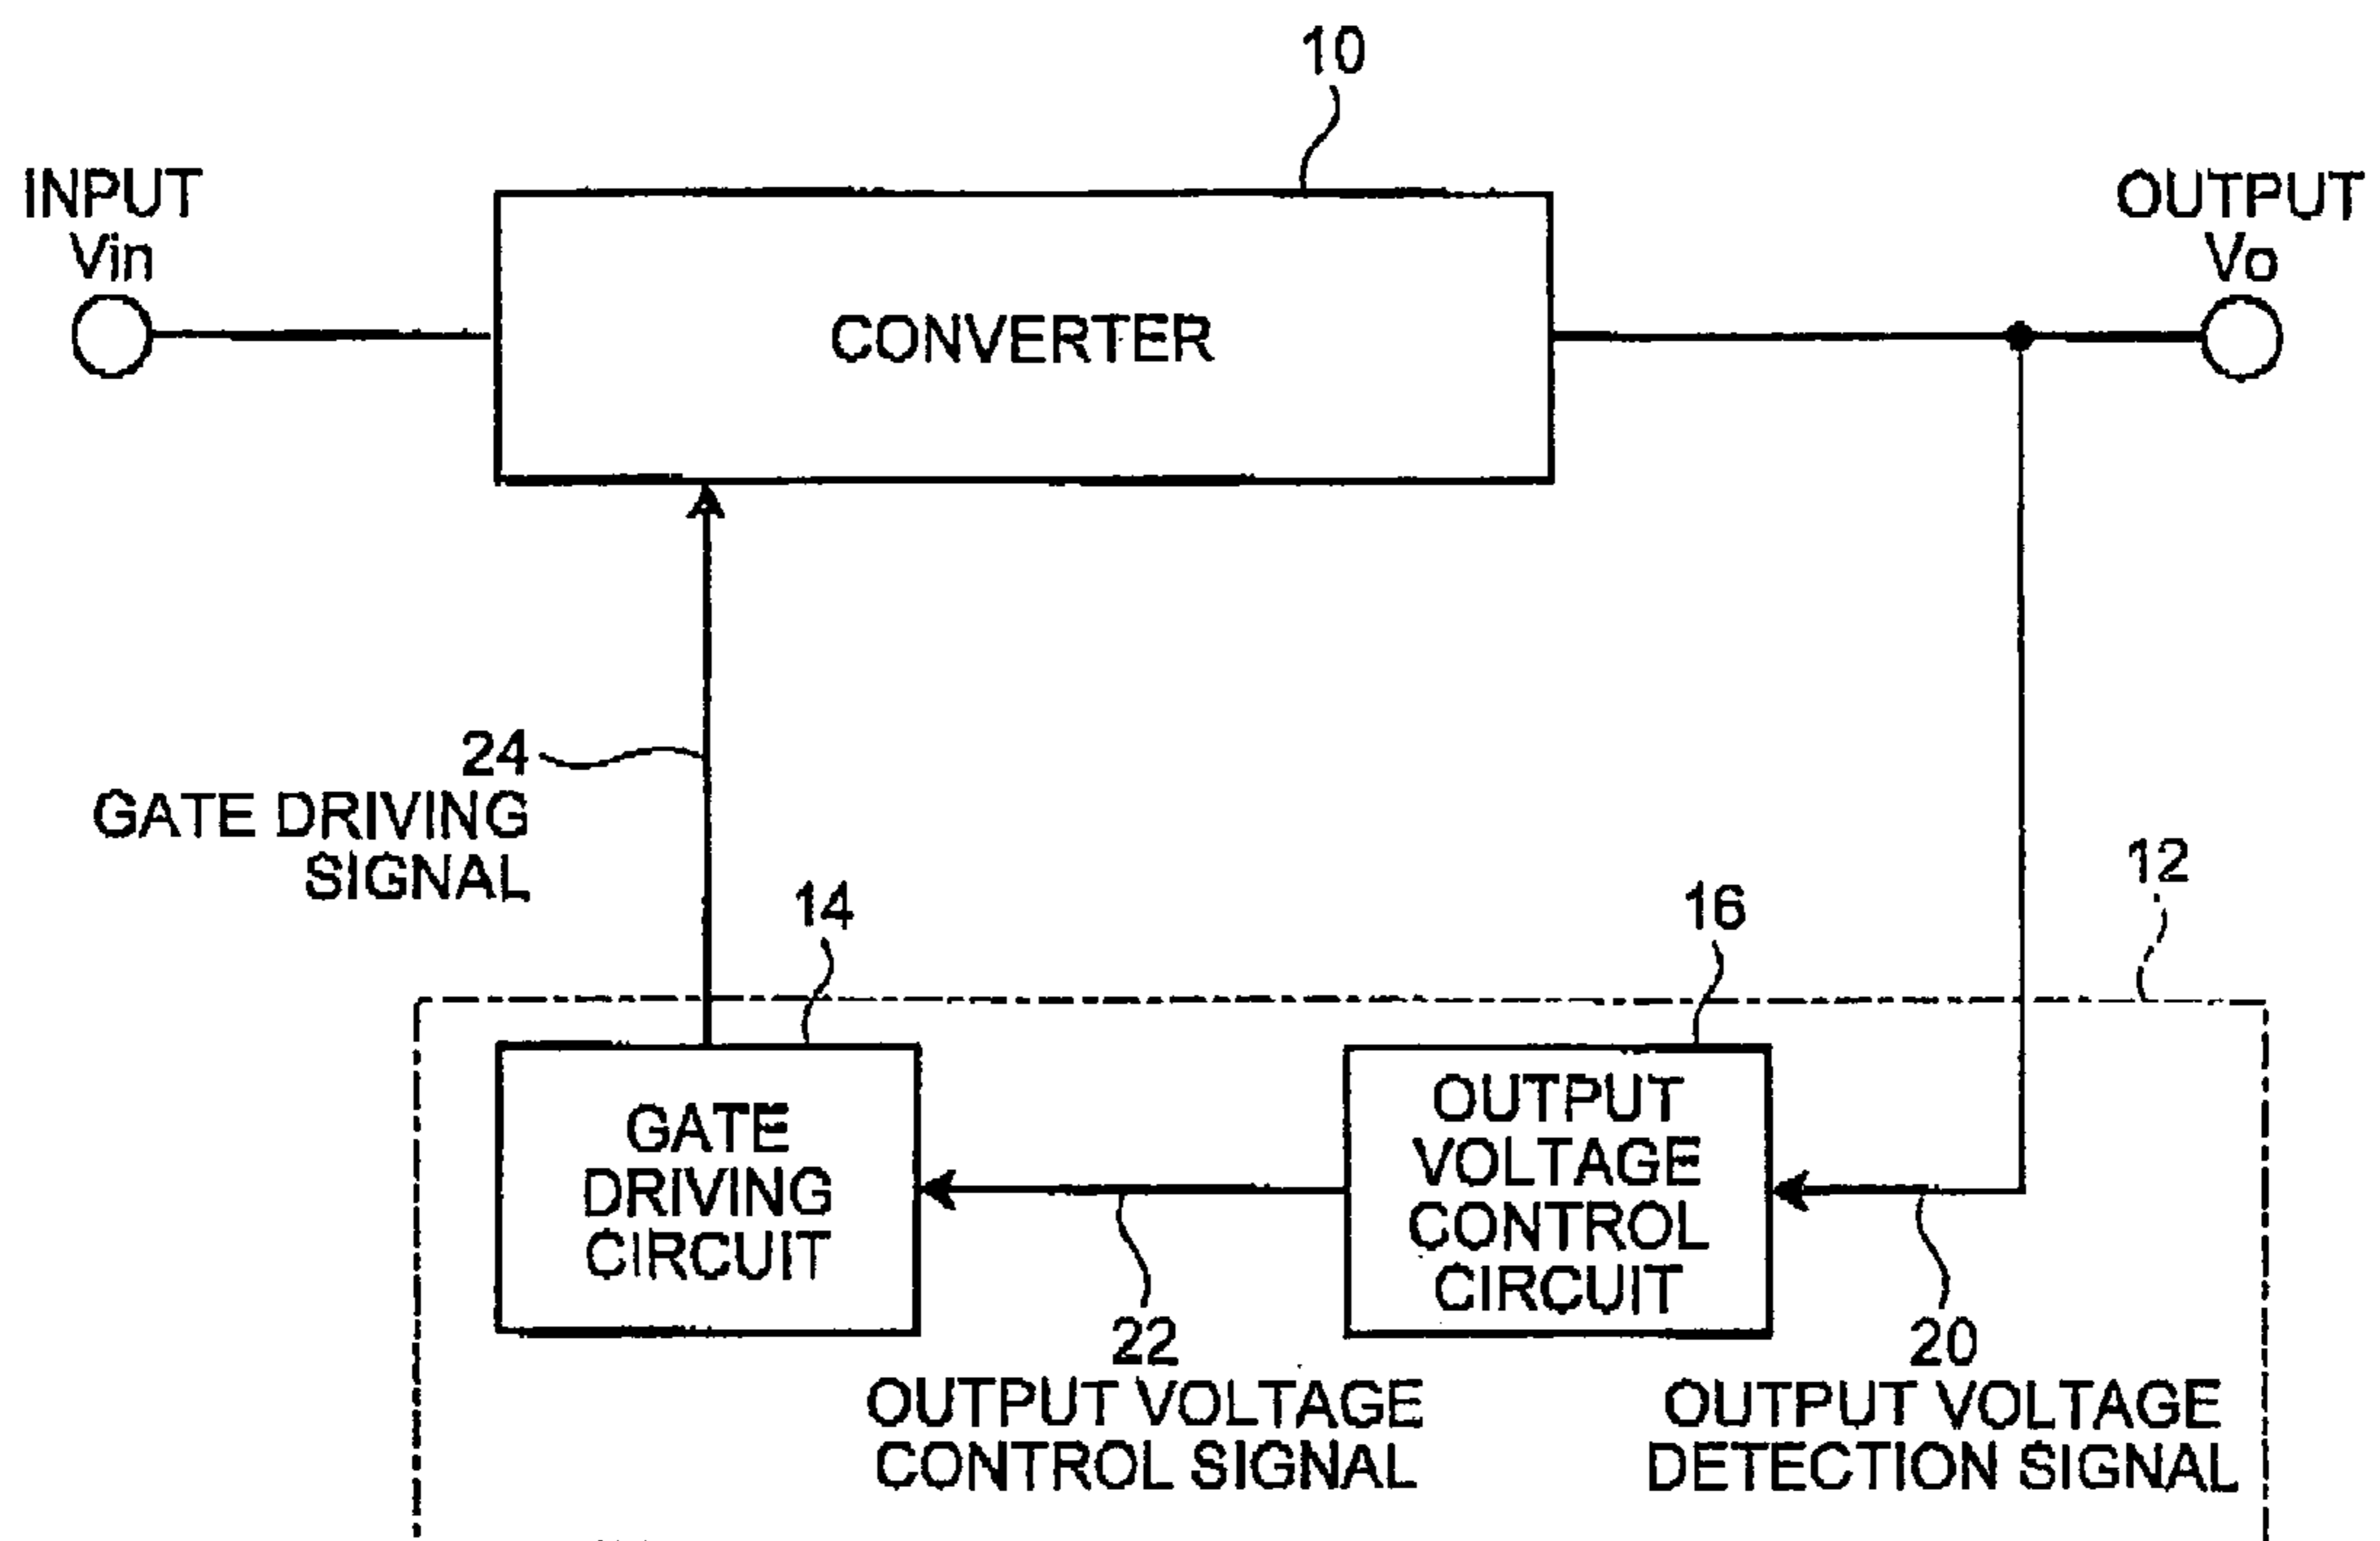 10
INPUT
Vin
OUTPUT
Vo
CONVERTER
24
GATE DRIVING
SIGNAL
12
14
16
GATE
DRIVING
CIRCUIT
OUTPUT
VOLTAGE
CONTROL
CIRCUIT
22
OUTPUT VOLTAGE
CONTROL SIGNAL
20
OUTPUT VOLTAGE
DETECTION SIGNAL